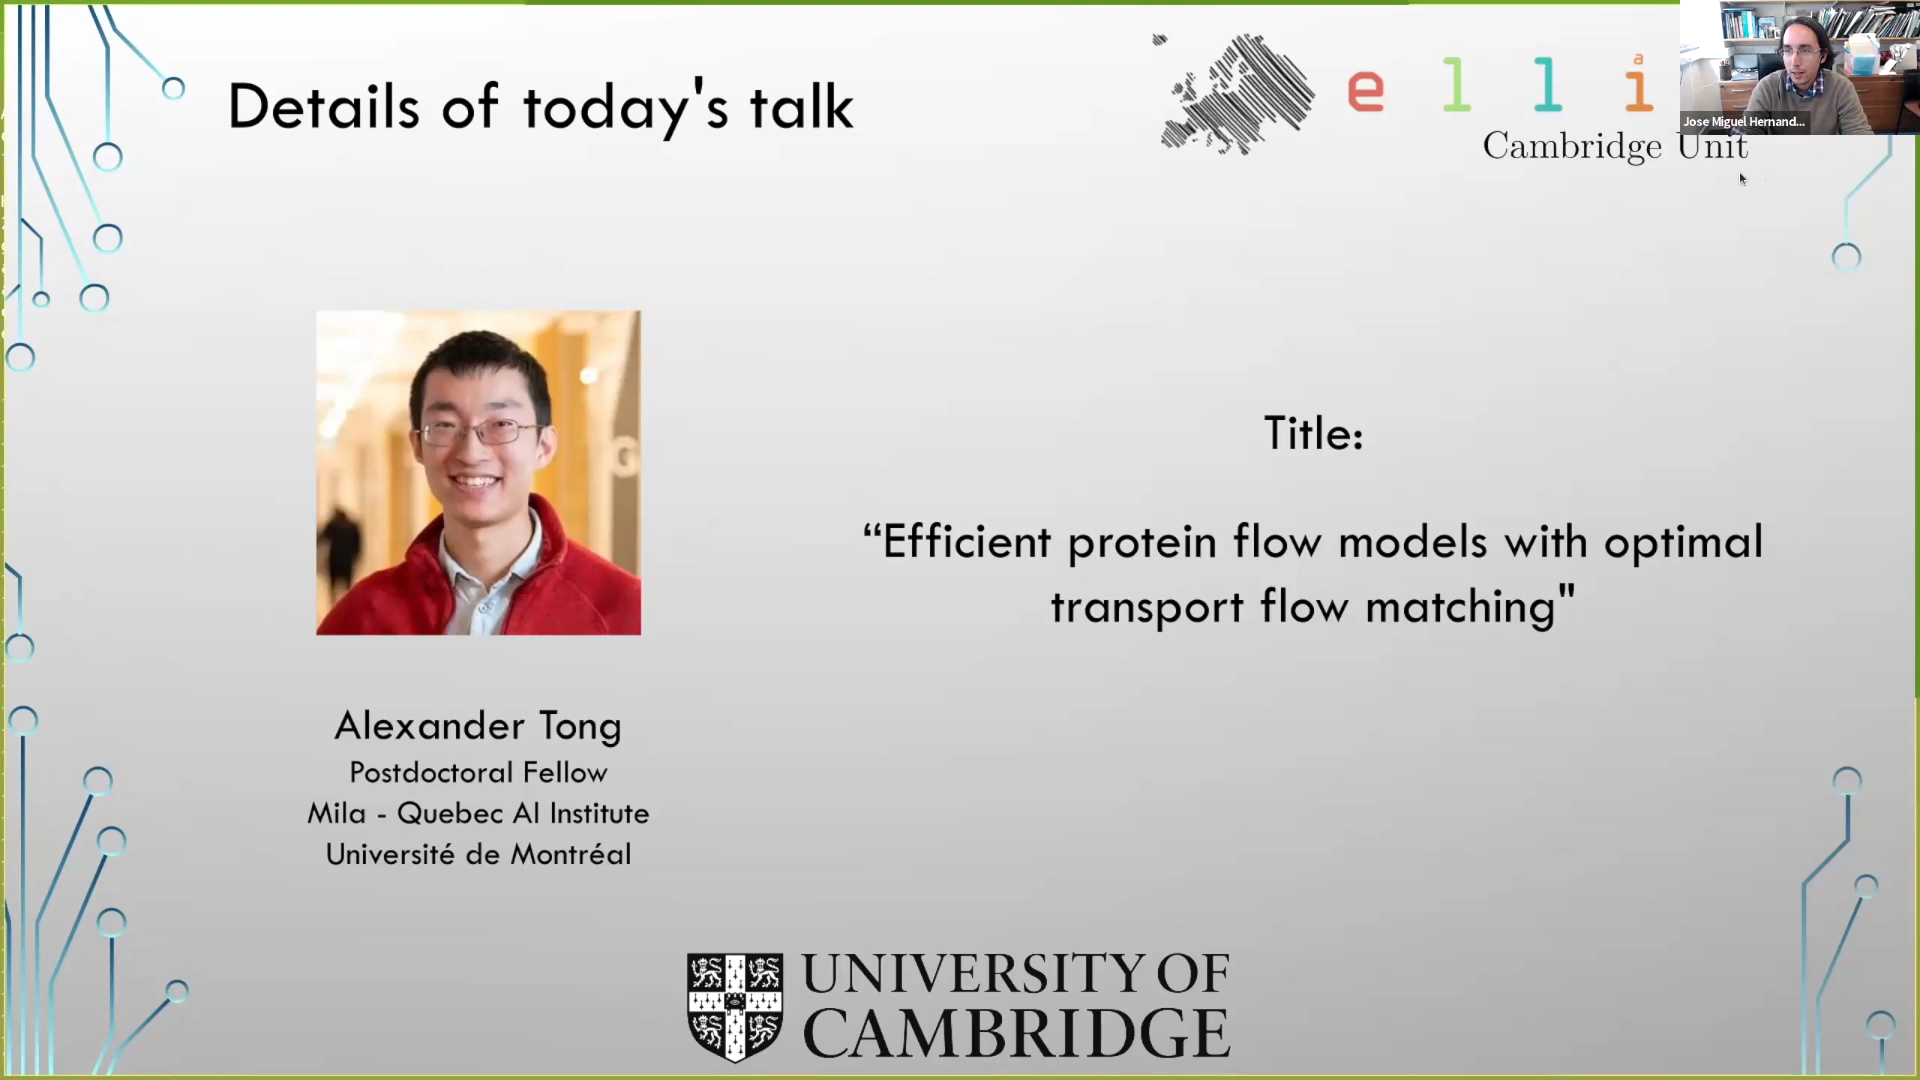 Details of today's talk
e l l i
a
Cambridge Unit
Jose Miguel Hernand...
G
Title:
“Efficient protein flow models with optimal
transport flow matching"
Alexander Tong
Postdoctoral Fellow
Mila - Quebec AI Institute
Université de Montréal
UNIVERSITY OF
CAMBRIDGE